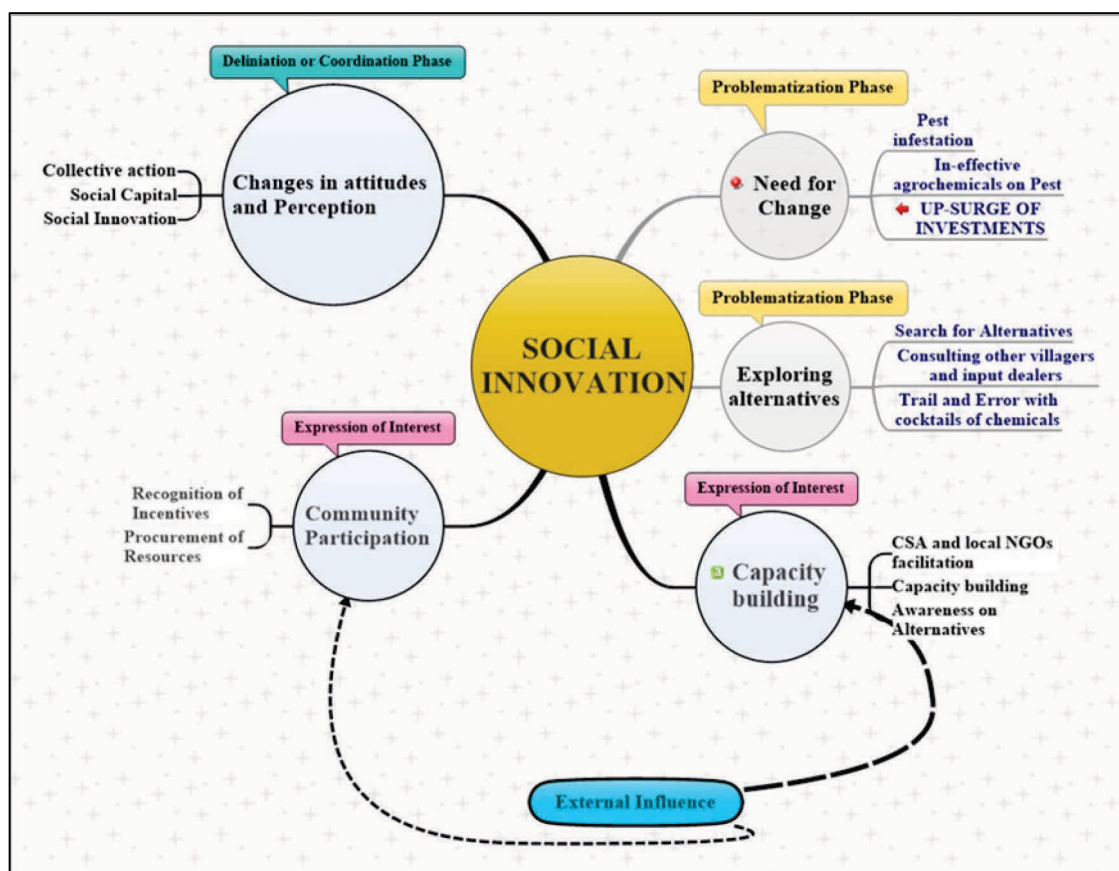 Deliniation or Coordination Phase
Changes in attitudes
and Perception
Collective action
Social Capital
Social Innovation
Problematization Phase
Need for
Change
Pest
infestation
In-effective
agrochemicals on Pest
UP-SURGE OF
INVESTMENTS
SOCIAL
INNOVATION
Problematization Phase
Exploring
alternatives
Search for Alternatives
Consulting other villagers
and input dealers
Trail and Error with
cocktails of chemicals
Expression of Interest
Community
Participation
Recognition of
Incentives
Procurement of
Resources
Expression of Interest
3 Capacity
building
CSA and local NGOs
facilitation
Capacity building
Awareness on
Alternatives
External Influence